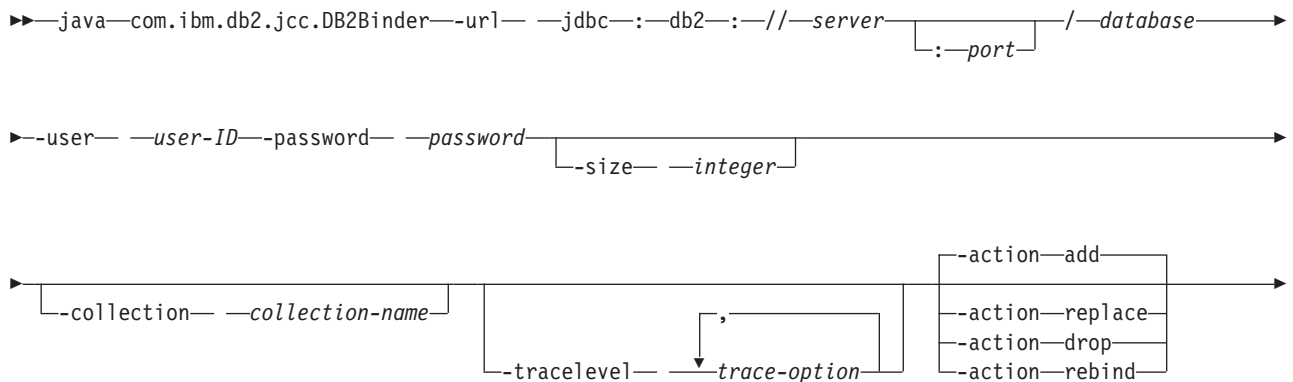 java com.ibm.db2.jcc.DB2Binder -url jdbc : db2 : // server / database
: port
-user user-ID -password password
-size integer
-action add
-collection collection-name , -action replace
-action drop
-tracelevel trace-option -action rebind